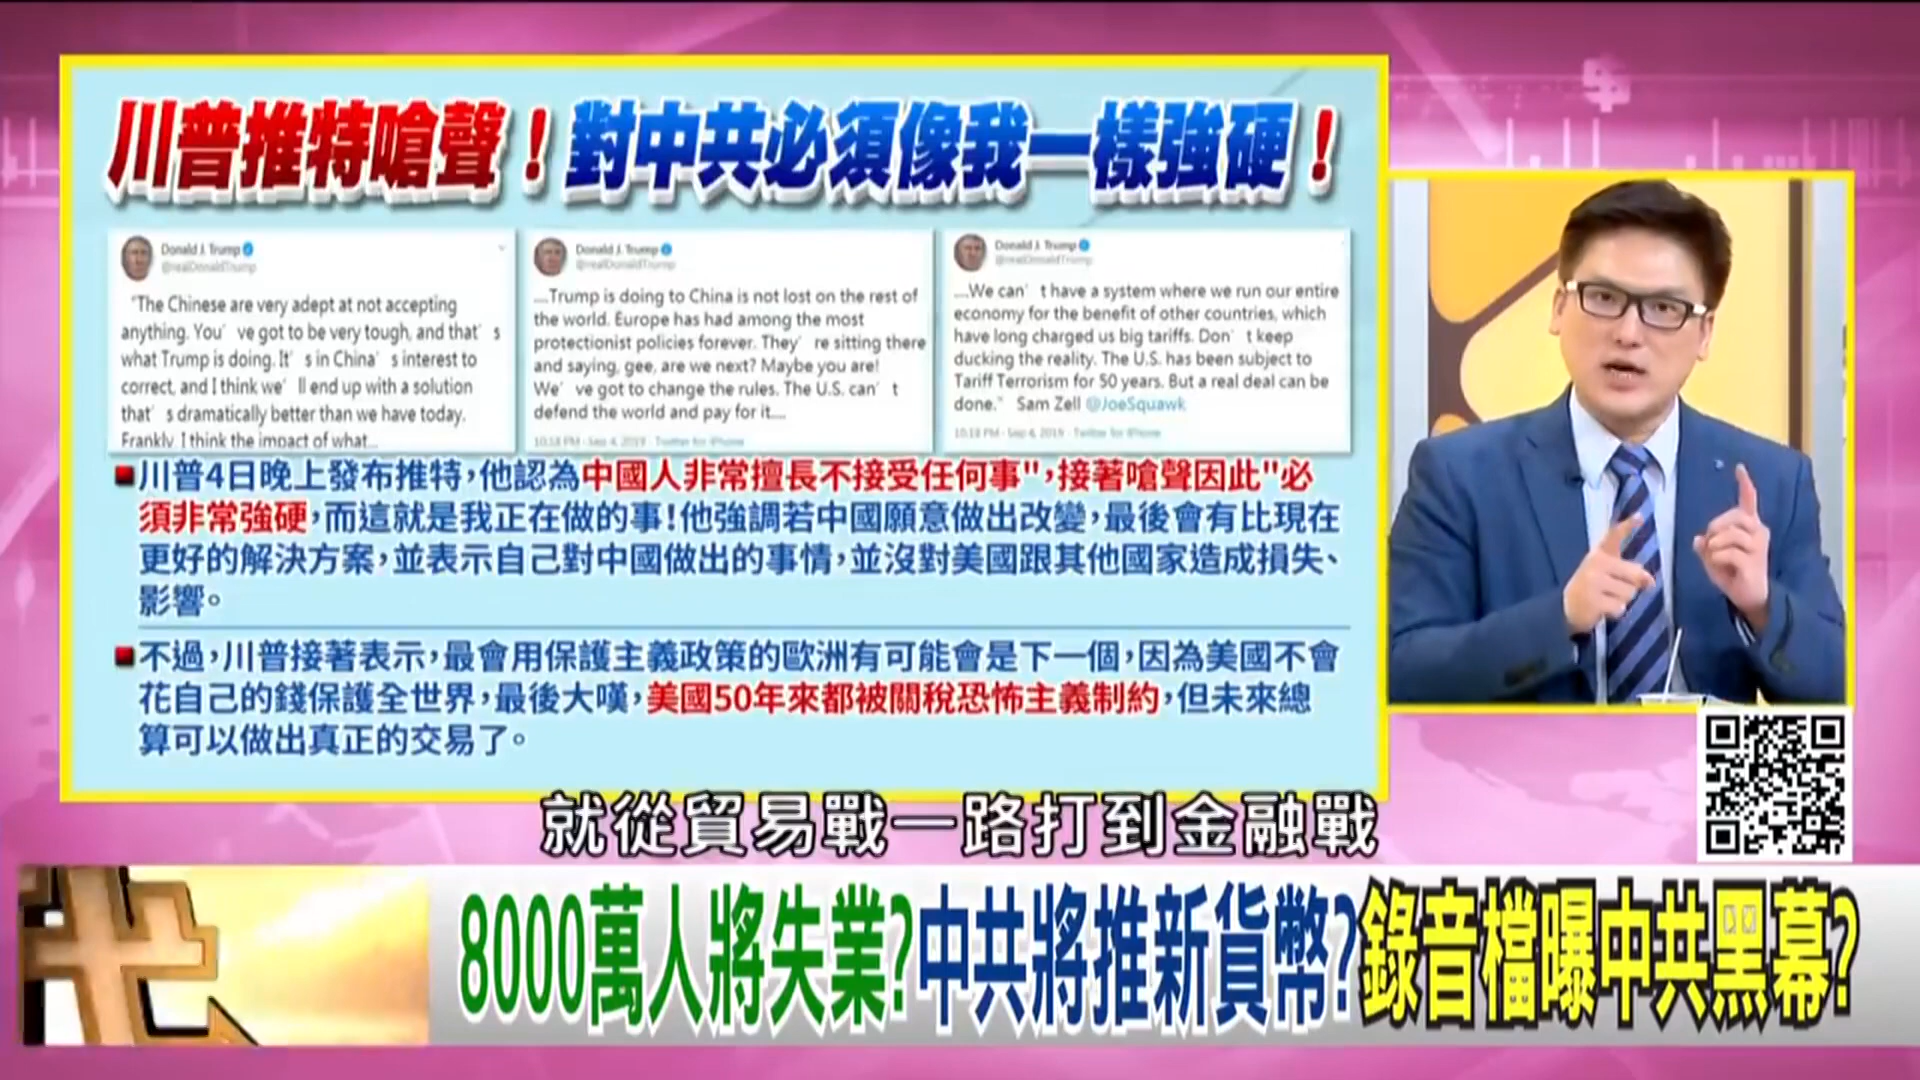 川普推特嗆聲！對中共必須像我一樣強硬！
Donald J. Trump
@realDonaldTrump
"The Chinese are very adept at not accepting
anything. You've got to be very tough, and that's
what Trump is doing. It's in China's interest to
correct, and I think we'll end up with a solution
that's dramatically better than we have today.
Frankly, I think the impact of what...
Donald J. Trump
@realDonaldTrump
....Trump is doing to China is not lost on the rest of
the world. Europe has had among the most
protectionist policies forever. They're sitting there
and saying, gee, are we next? Maybe you are!
We've got to change the rules. The U.S. can't
defend the world and pay for it....
10:18 PM · Sep 4, 2019 · Twitter for iPhone
Donald J. Trump
@realDonaldTrump
....We can't have a system where we run our entire
economy for the benefit of other countries, which
have long charged us big tariffs. Don't keep
ducking the reality. The U.S. has been subject to
Tariff Terrorism for 50 years. But a real deal can be
done." Sam Zell @JoeSquawk
10:18 PM · Sep 4, 2019 · Twitter for iPhone
川普4日晚上發布推特，他認為中國人非常擅長不接受任何事"，接著嗆聲因此"必
須非常強硬，而這就是我正在做的事！他強調若中國願意做出改變，最後會有比現在
更好的解決方案，並表示自己對中國做出的事情，並沒對美國跟其他國家造成損失、
影響。
不過，川普接著表示，最會用保護主義政策的歐洲有可能會是下一個，因為美國不會
花自己的錢保護全世界，最後大嘆，美國50年來都被關稅恐怖主義制約，但未來總
算可以做出真正的交易了。
就從貿易戰一路打到金融戰
8000萬人將失業?中共將推新貨幣?錄音檔曝中共黑幕?